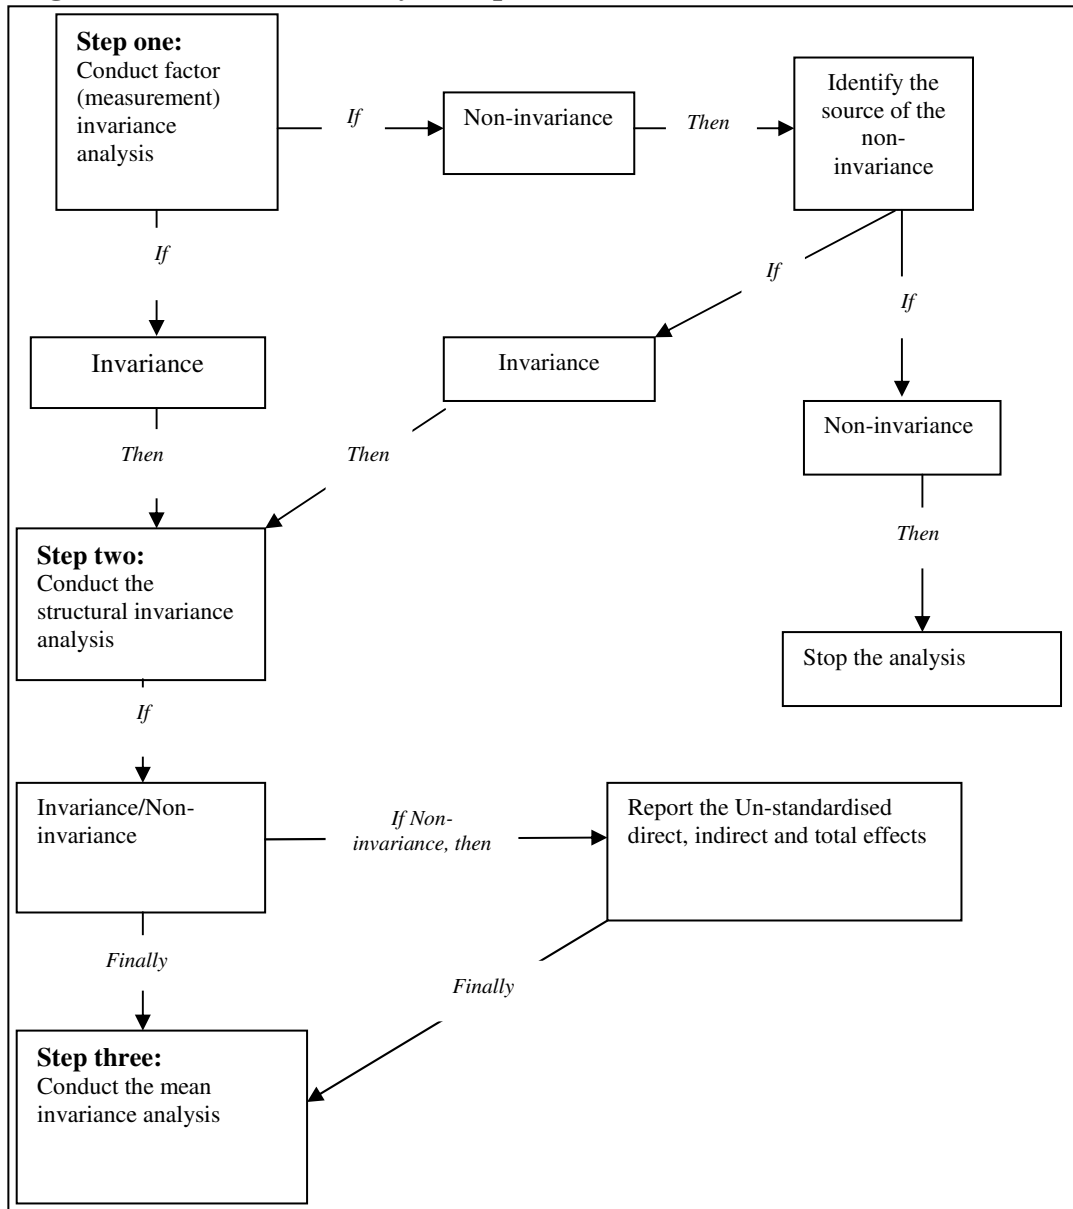 Step one:
Conduct factor
(measurement)
invariance
analysis
If
Non-invariance
Then
Identify the
source of the
non-
invariance
If
If
If
Invariance
Invariance
Non-invariance
Then
Then
Then
Step two:
Conduct the
structural invariance
analysis
Stop the analysis
If
Invariance/Non-
invariance
If Non-
invariance, then
Report the Un-standardised
direct, indirect and total effects
Finally
Finally
Step three:
Conduct the mean
invariance analysis